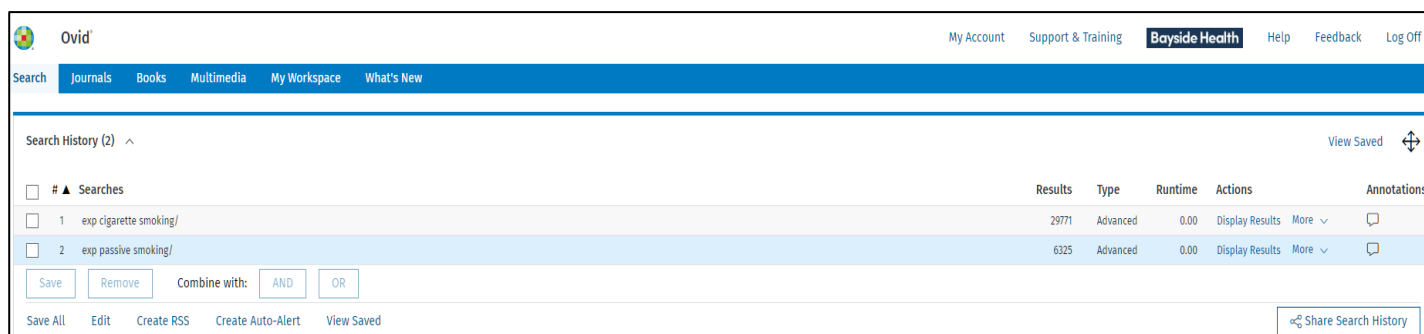 Ovid® My Account Support & Training Bayside Health Help Feedback Log Off
Search Journals Books Multimedia My Workspace What's New
Search History (2) View Saved
# ▲ Searches Results Type Runtime Actions Annotations
1 exp cigarette smoking/ 29771 Advanced 0.00 Display Results More
2 exp passive smoking/ 6325 Advanced 0.00 Display Results More
Save Remove Combine with: AND OR
Save All Edit Create RSS Create Auto-Alert View Saved Share Search History